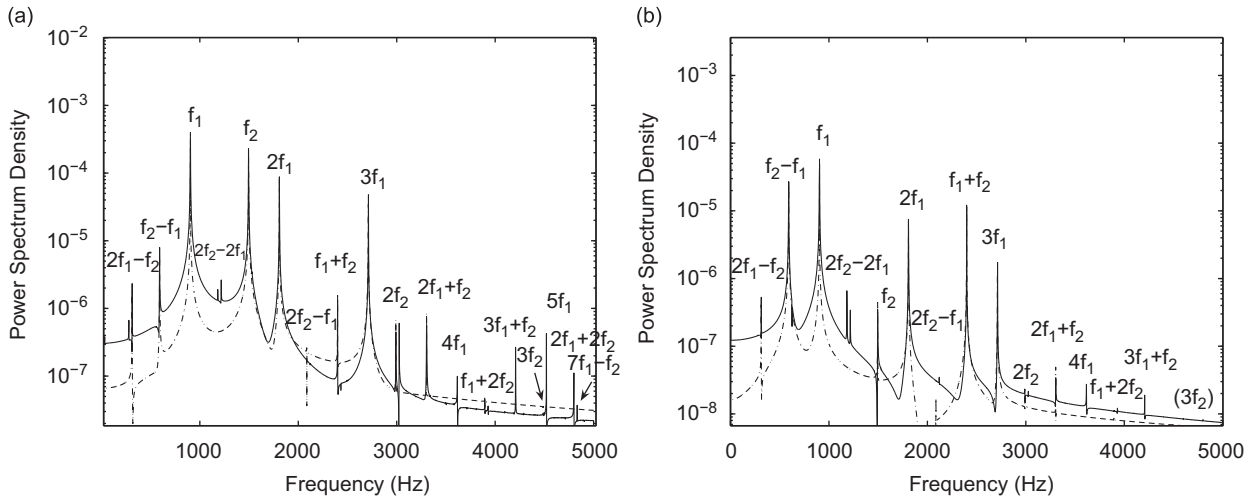 (a)
Power Spectrum Density
10⁻²
10⁻³
10⁻⁴
10⁻⁵
10⁻⁶
10⁻⁷
f₁
f₂
2f₁
3f₁
f₂−f₁
2f₁−f₂
2f₂−2f₁
f₁+f₂
2f₂−f₁
2f₂
2f₁+f₂
4f₁
3f₁+f₂
f₁+2f₂
3f₂
5f₁
2f₁+2f₂
7f₁−f₂
1000 2000 3000 4000 5000
Frequency (Hz)
(b)
Power Spectrum Density
10⁻³
10⁻⁴
10⁻⁵
10⁻⁶
10⁻⁷
10⁻⁸
f₁
f₂−f₁
2f₁
f₁+f₂
3f₁
2f₁−f₂
2f₂−2f₁
f₂
2f₂−f₁
2f₂
2f₁+f₂
4f₁
f₁+2f₂
3f₁+f₂
(3f₂)
0 1000 2000 3000 4000 5000
Frequency (Hz)